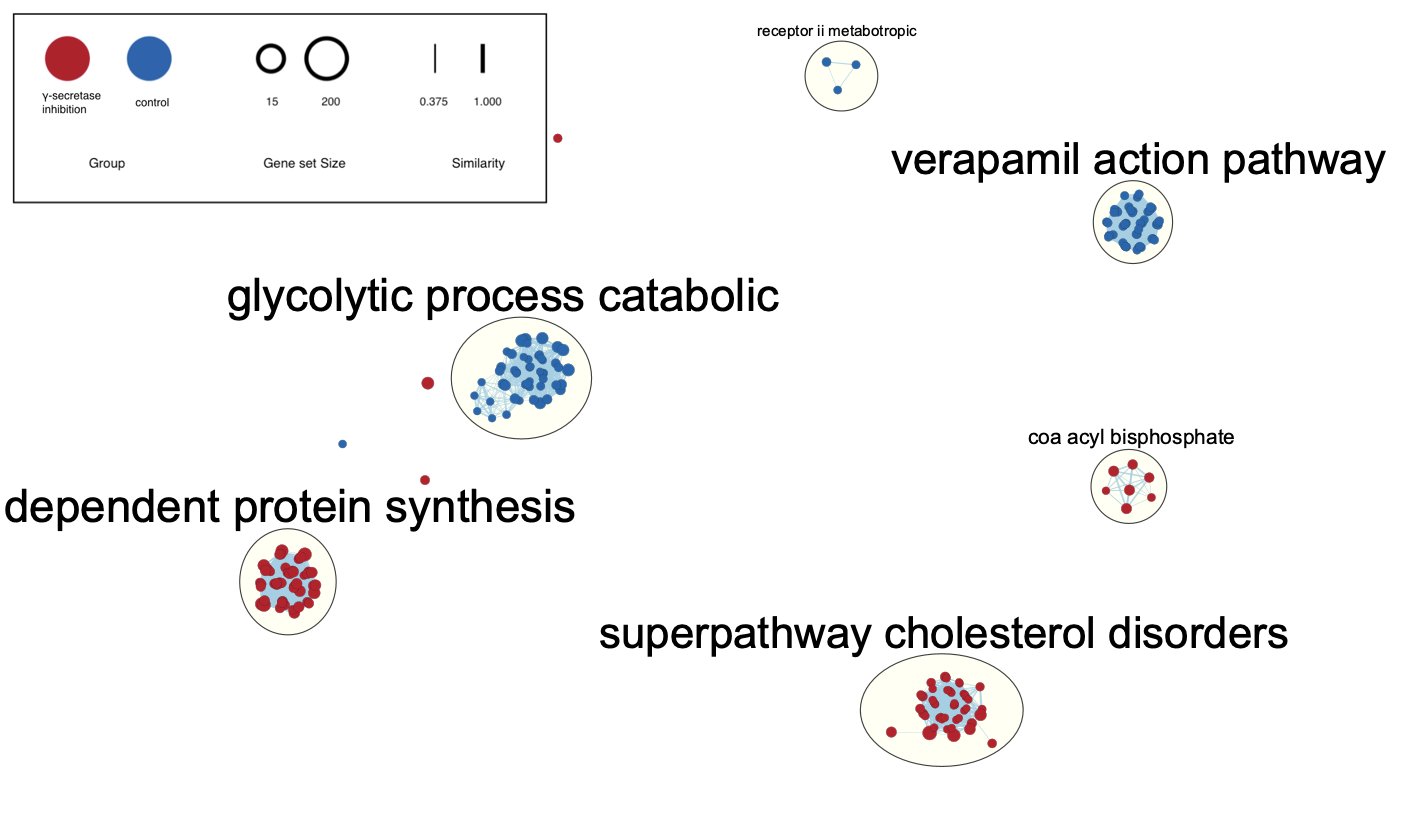 γ-secretase
inhibition
control
15
200
0.375
1.000
Group
Gene set Size
Similarity
receptor ii metabotropic
verapamil action pathway
glycolytic process catabolic
coa acyl bisphosphate
dependent protein synthesis
superpathway cholesterol disorders